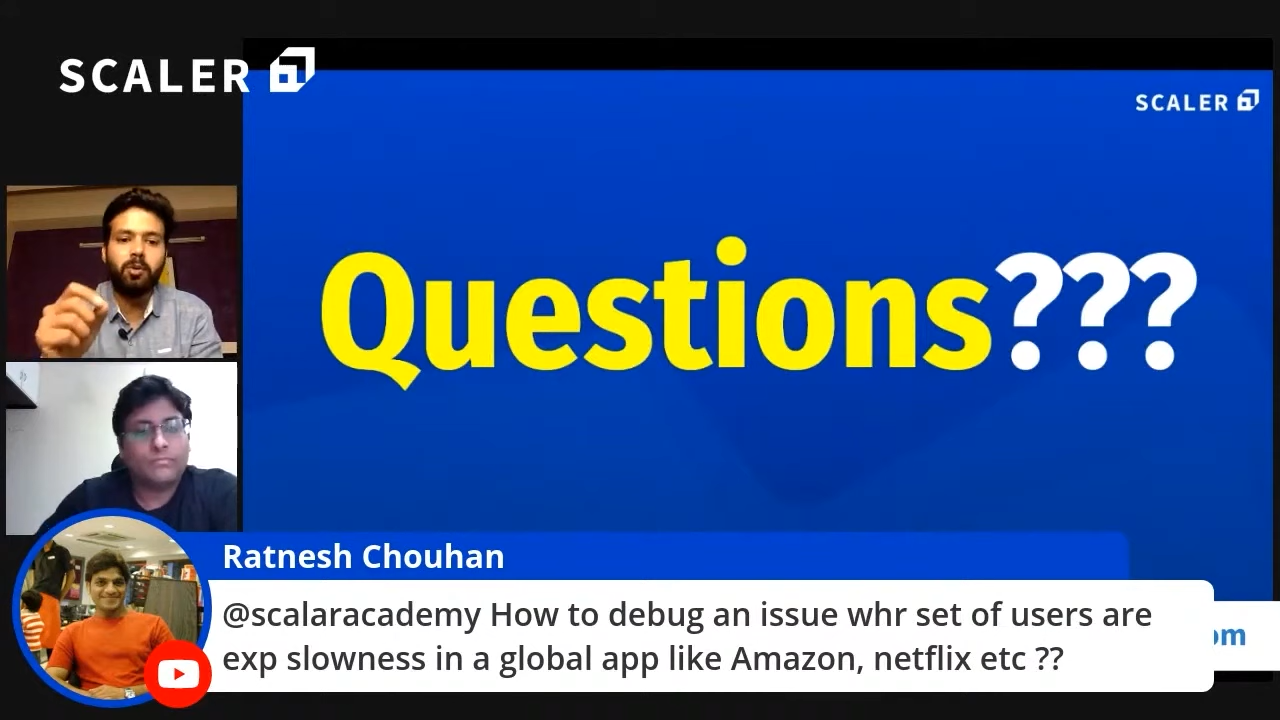 SCALER
SCALER
Questions???
Ratnesh Chouhan
@scalaracademy How to debug an issue whr set of users are
exp slowness in a global app like Amazon, netflix etc ??
om